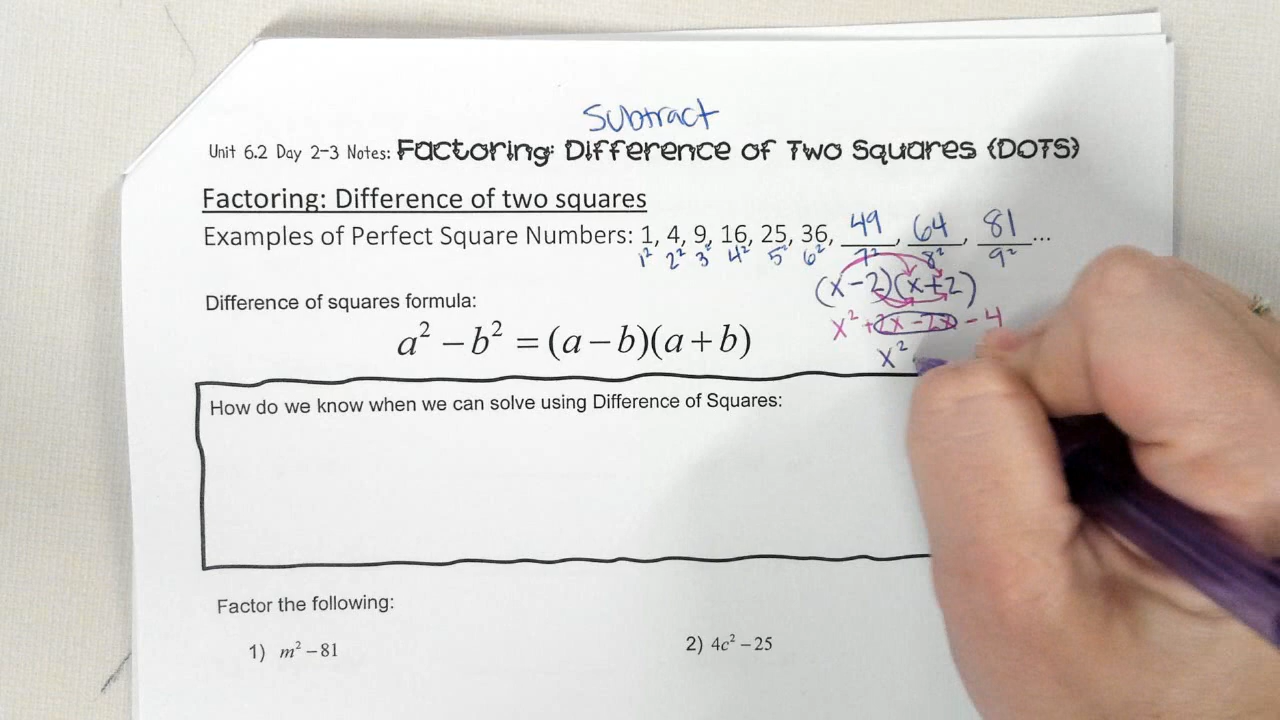 Subtract
Unit 6.2 Day 2-3 Notes: Factoring: Difference of Two Squares (DOTS)
Factoring: Difference of two squares
Examples of Perfect Square Numbers: 1, 4, 9, 16, 25, 36, 49, 64, 81...
1² 2² 3² 4² 5² 6² 7² 8² 9²
(x-2)(x+2)
Difference of squares formula:
x² + 2x - 2x - 4
a² - b² = (a - b)(a + b)
x²
How do we know when we can solve using Difference of Squares:
Factor the following:
1) m² - 81
2) 4c² - 25